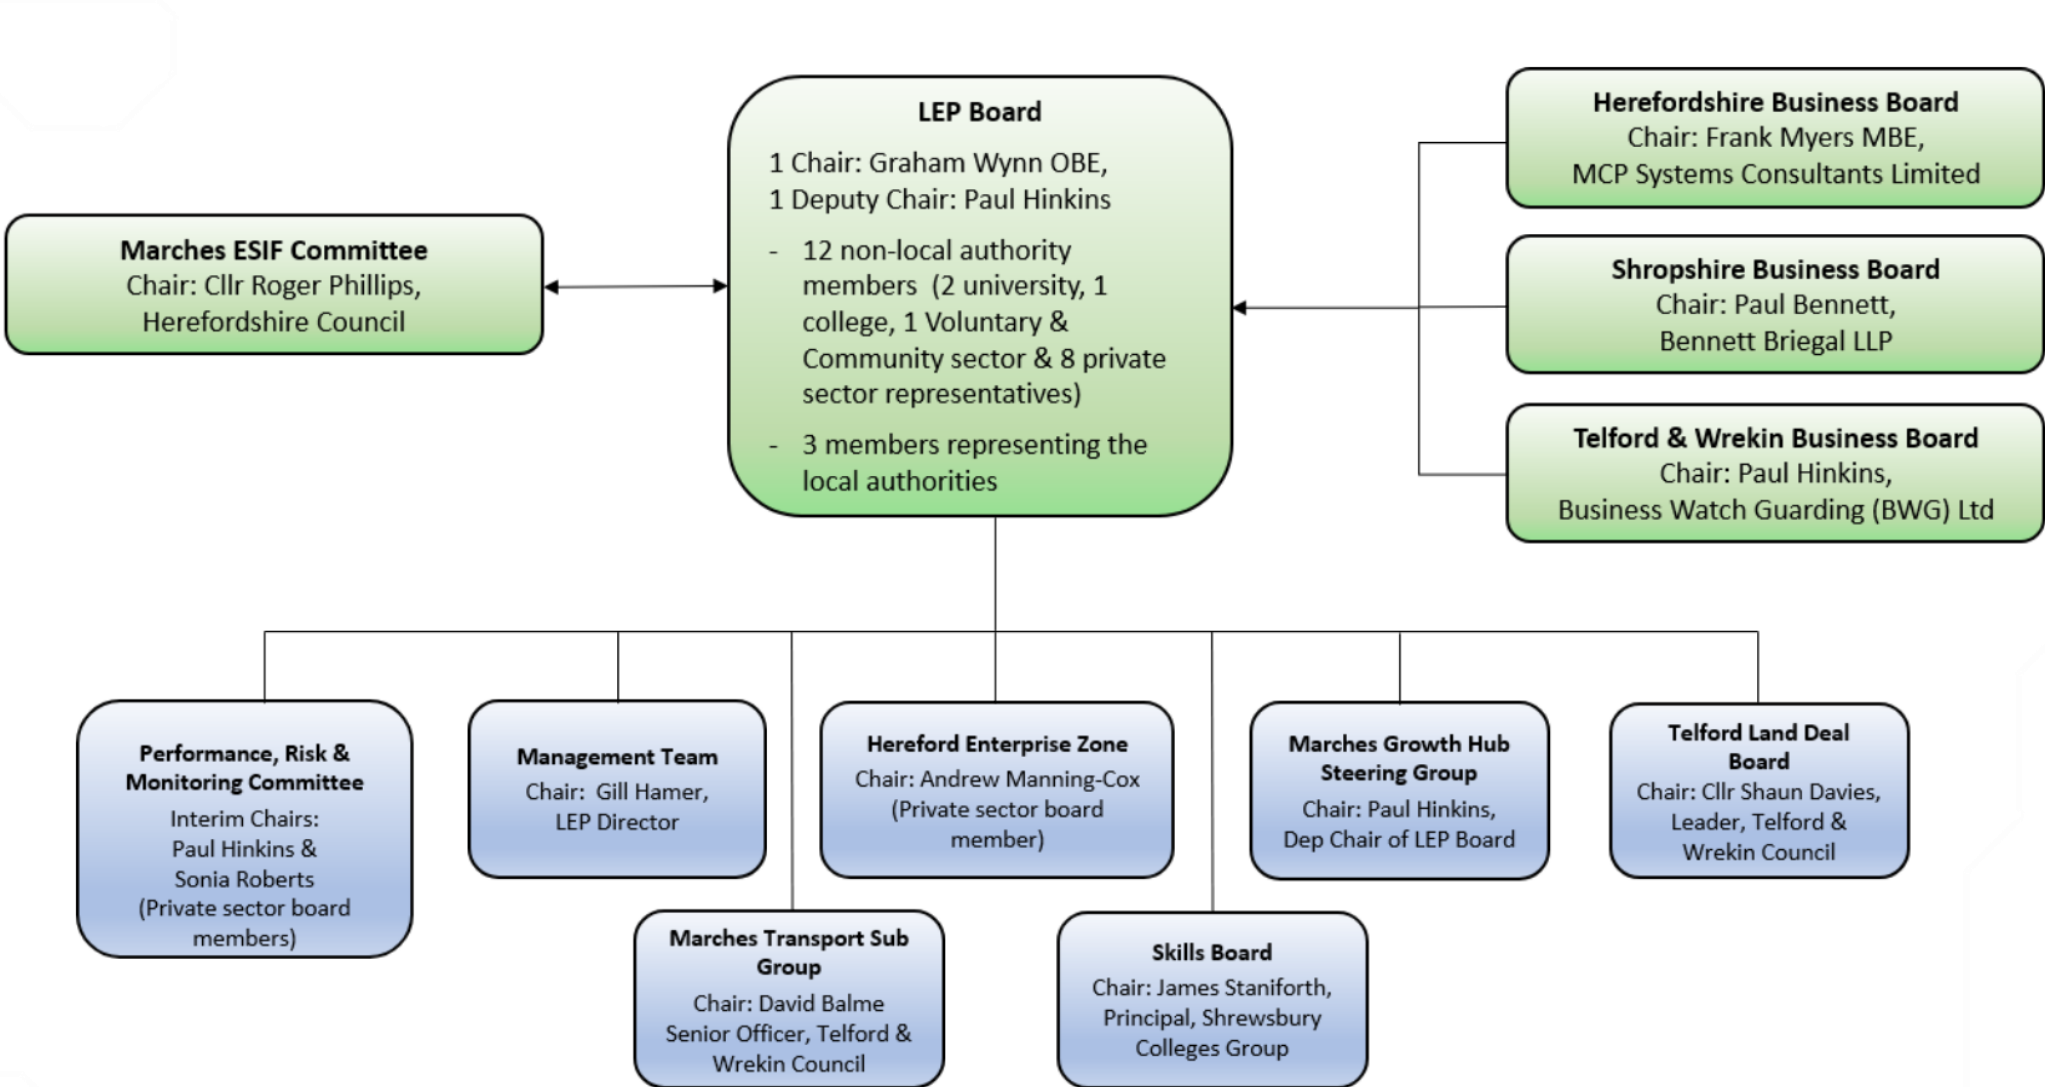 LEP Board
1 Chair: Graham Wynn OBE,
1 Deputy Chair: Paul Hinkins
- 12 non-local authority
members (2 university, 1
college, 1 Voluntary &
Community sector & 8 private
sector representatives)
- 3 members representing the
local authorities
Marches ESIF Committee
Chair: Cllr Roger Phillips,
Herefordshire Council
Herefordshire Business Board
Chair: Frank Myers MBE,
MCP Systems Consultants Limited
Shropshire Business Board
Chair: Paul Bennett,
Bennett Briegal LLP
Telford & Wrekin Business Board
Chair: Paul Hinkins,
Business Watch Guarding (BWG) Ltd
Performance, Risk &
Monitoring Committee
Interim Chairs:
Paul Hinkins &
Sonia Roberts
(Private sector board
members)
Management Team
Chair: Gill Hamer,
LEP Director
Hereford Enterprise Zone
Chair: Andrew Manning-Cox
(Private sector board
member)
Marches Growth Hub
Steering Group
Chair: Paul Hinkins,
Dep Chair of LEP Board
Telford Land Deal
Board
Chair: Cllr Shaun Davies,
Leader, Telford &
Wrekin Council
Marches Transport Sub
Group
Chair: David Balme
Senior Officer, Telford &
Wrekin Council
Skills Board
Chair: James Staniforth,
Principal, Shrewsbury
Colleges Group